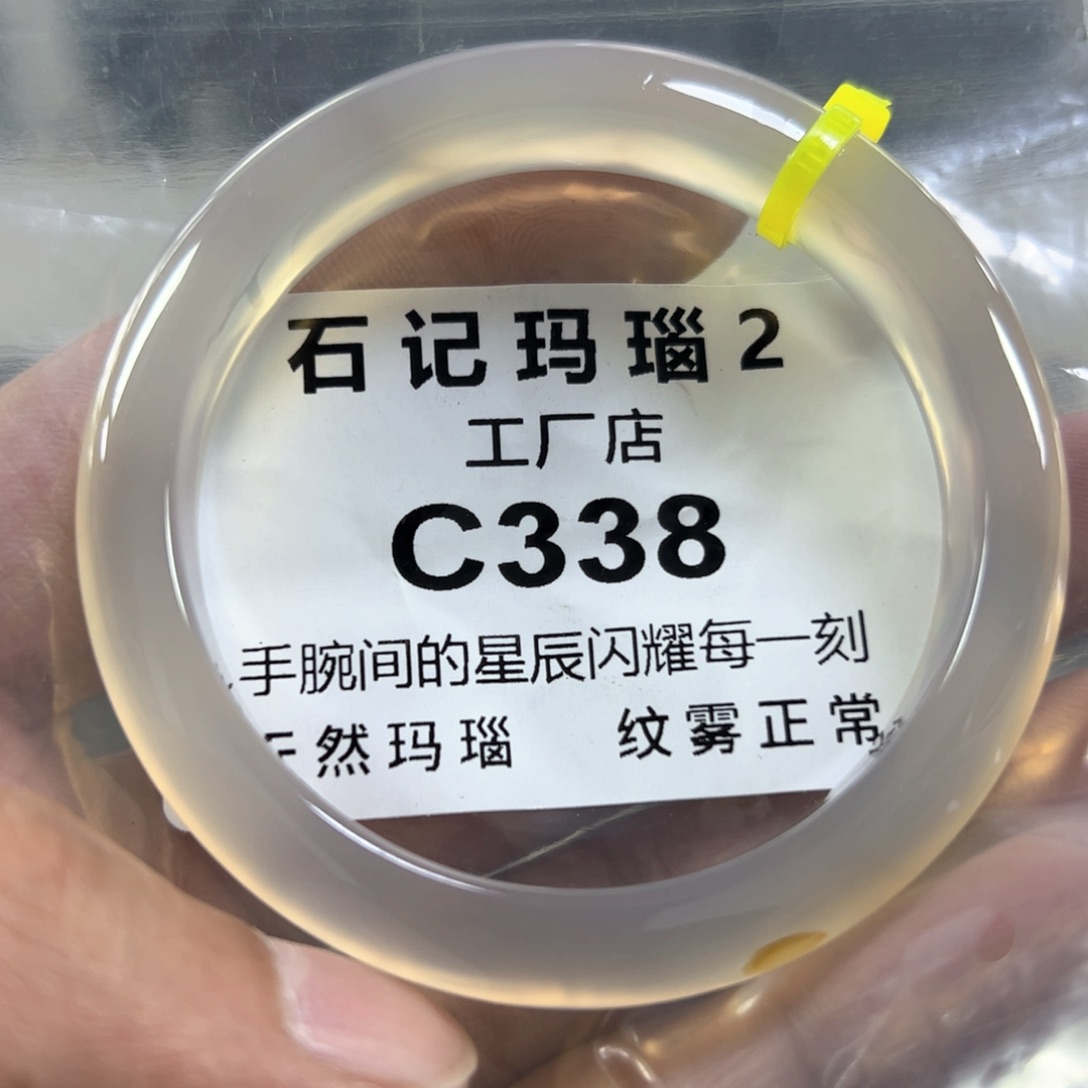 石记玛瑙2
工厂店
C338
手腕间的星辰闪耀每一刻
天然玛瑙 纹雾正常